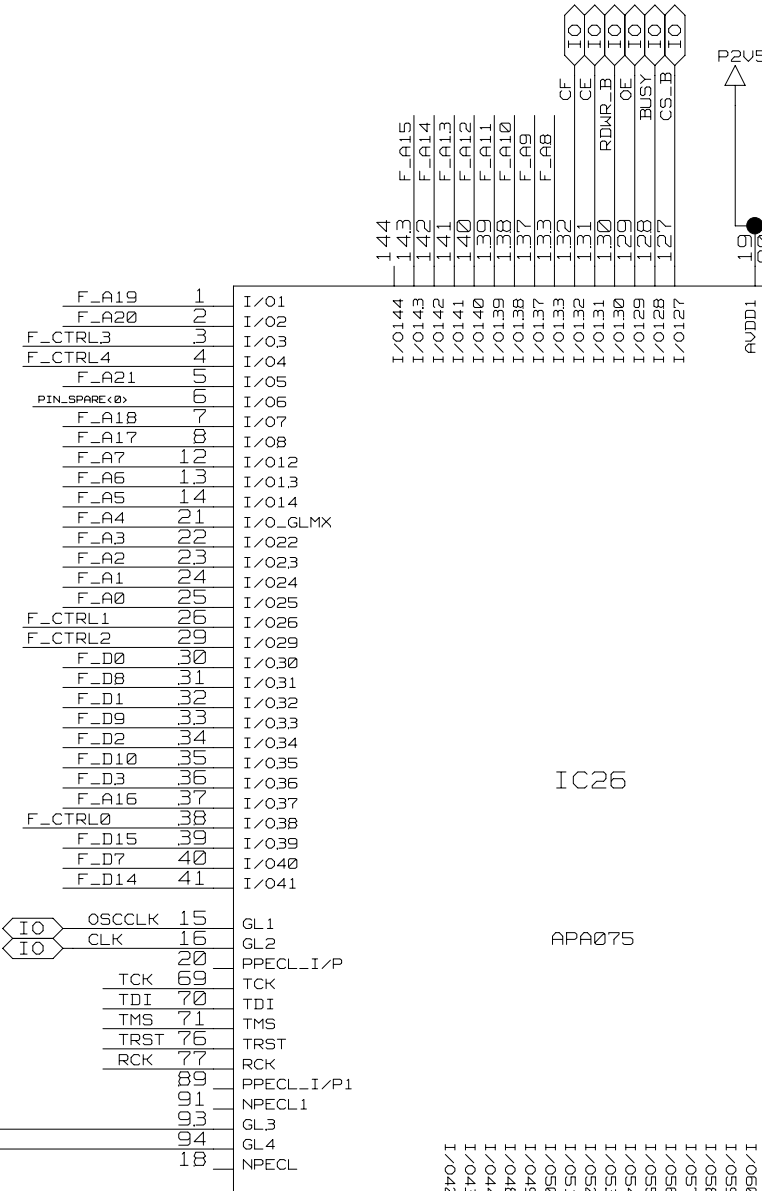 IO IO IO IO IO IO
P2V5
CF CE RDWR_B OE BUSY CS_B
F_A15 F_A14 F_A13 F_A12 F_A11 F_A10 F_A9 F_A8
144 143 142 141 140 139 138 137 133 132 131 130 129 128 127
19
I/O144 I/O143 I/O142 I/O141 I/O140 I/O139 I/O138 I/O137 I/O133 I/O132 I/O131 I/O130 I/O129 I/O128 I/O127
AVDD1
F_A19 1 I/O1
F_A20 2 I/O2
F_CTRL3 3 I/O3
F_CTRL4 4 I/O4
F_A21 5 I/O5
PIN_SPARE<0> 6 I/O6
F_A18 7 I/O7
F_A17 8 I/O8
F_A7 12 I/O12
F_A6 13 I/O13
F_A5 14 I/O14
F_A4 21 I/O_GLMX
F_A3 22 I/O22
F_A2 23 I/O23
F_A1 24 I/O24
F_A0 25 I/O25
F_CTRL1 26 I/O26
F_CTRL2 29 I/O29
F_D0 30 I/O30
F_D8 31 I/O31
F_D1 32 I/O32
F_D9 33 I/O33
F_D2 34 I/O34
F_D10 35 I/O35
F_D3 36 I/O36
F_A16 37 I/O37
F_CTRL0 38 I/O38
F_D15 39 I/O39
F_D7 40 I/O40
F_D14 41 I/O41
IC26
APA075
IO OSCCLK 15 GL1
IO CLK 16 GL2
20 PPECL_I/P
TCK 69 TCK
TDI 70 TDI
TMS 71 TMS
TRST 76 TRST
RCK 77 RCK
89 PPECL_I/P1
91 NPECL1
93 GL3
94 GL4
18 NPECL